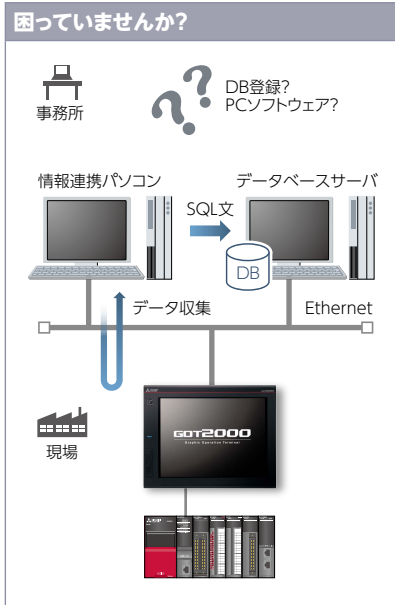 困っていませんか?
DB登録?
PCソフトウェア?
事務所
情報連携パソコン
データベースサーバ
SQL文
DB
データ収集
Ethernet
GOT2000
Graphic Operation Terminal
現場